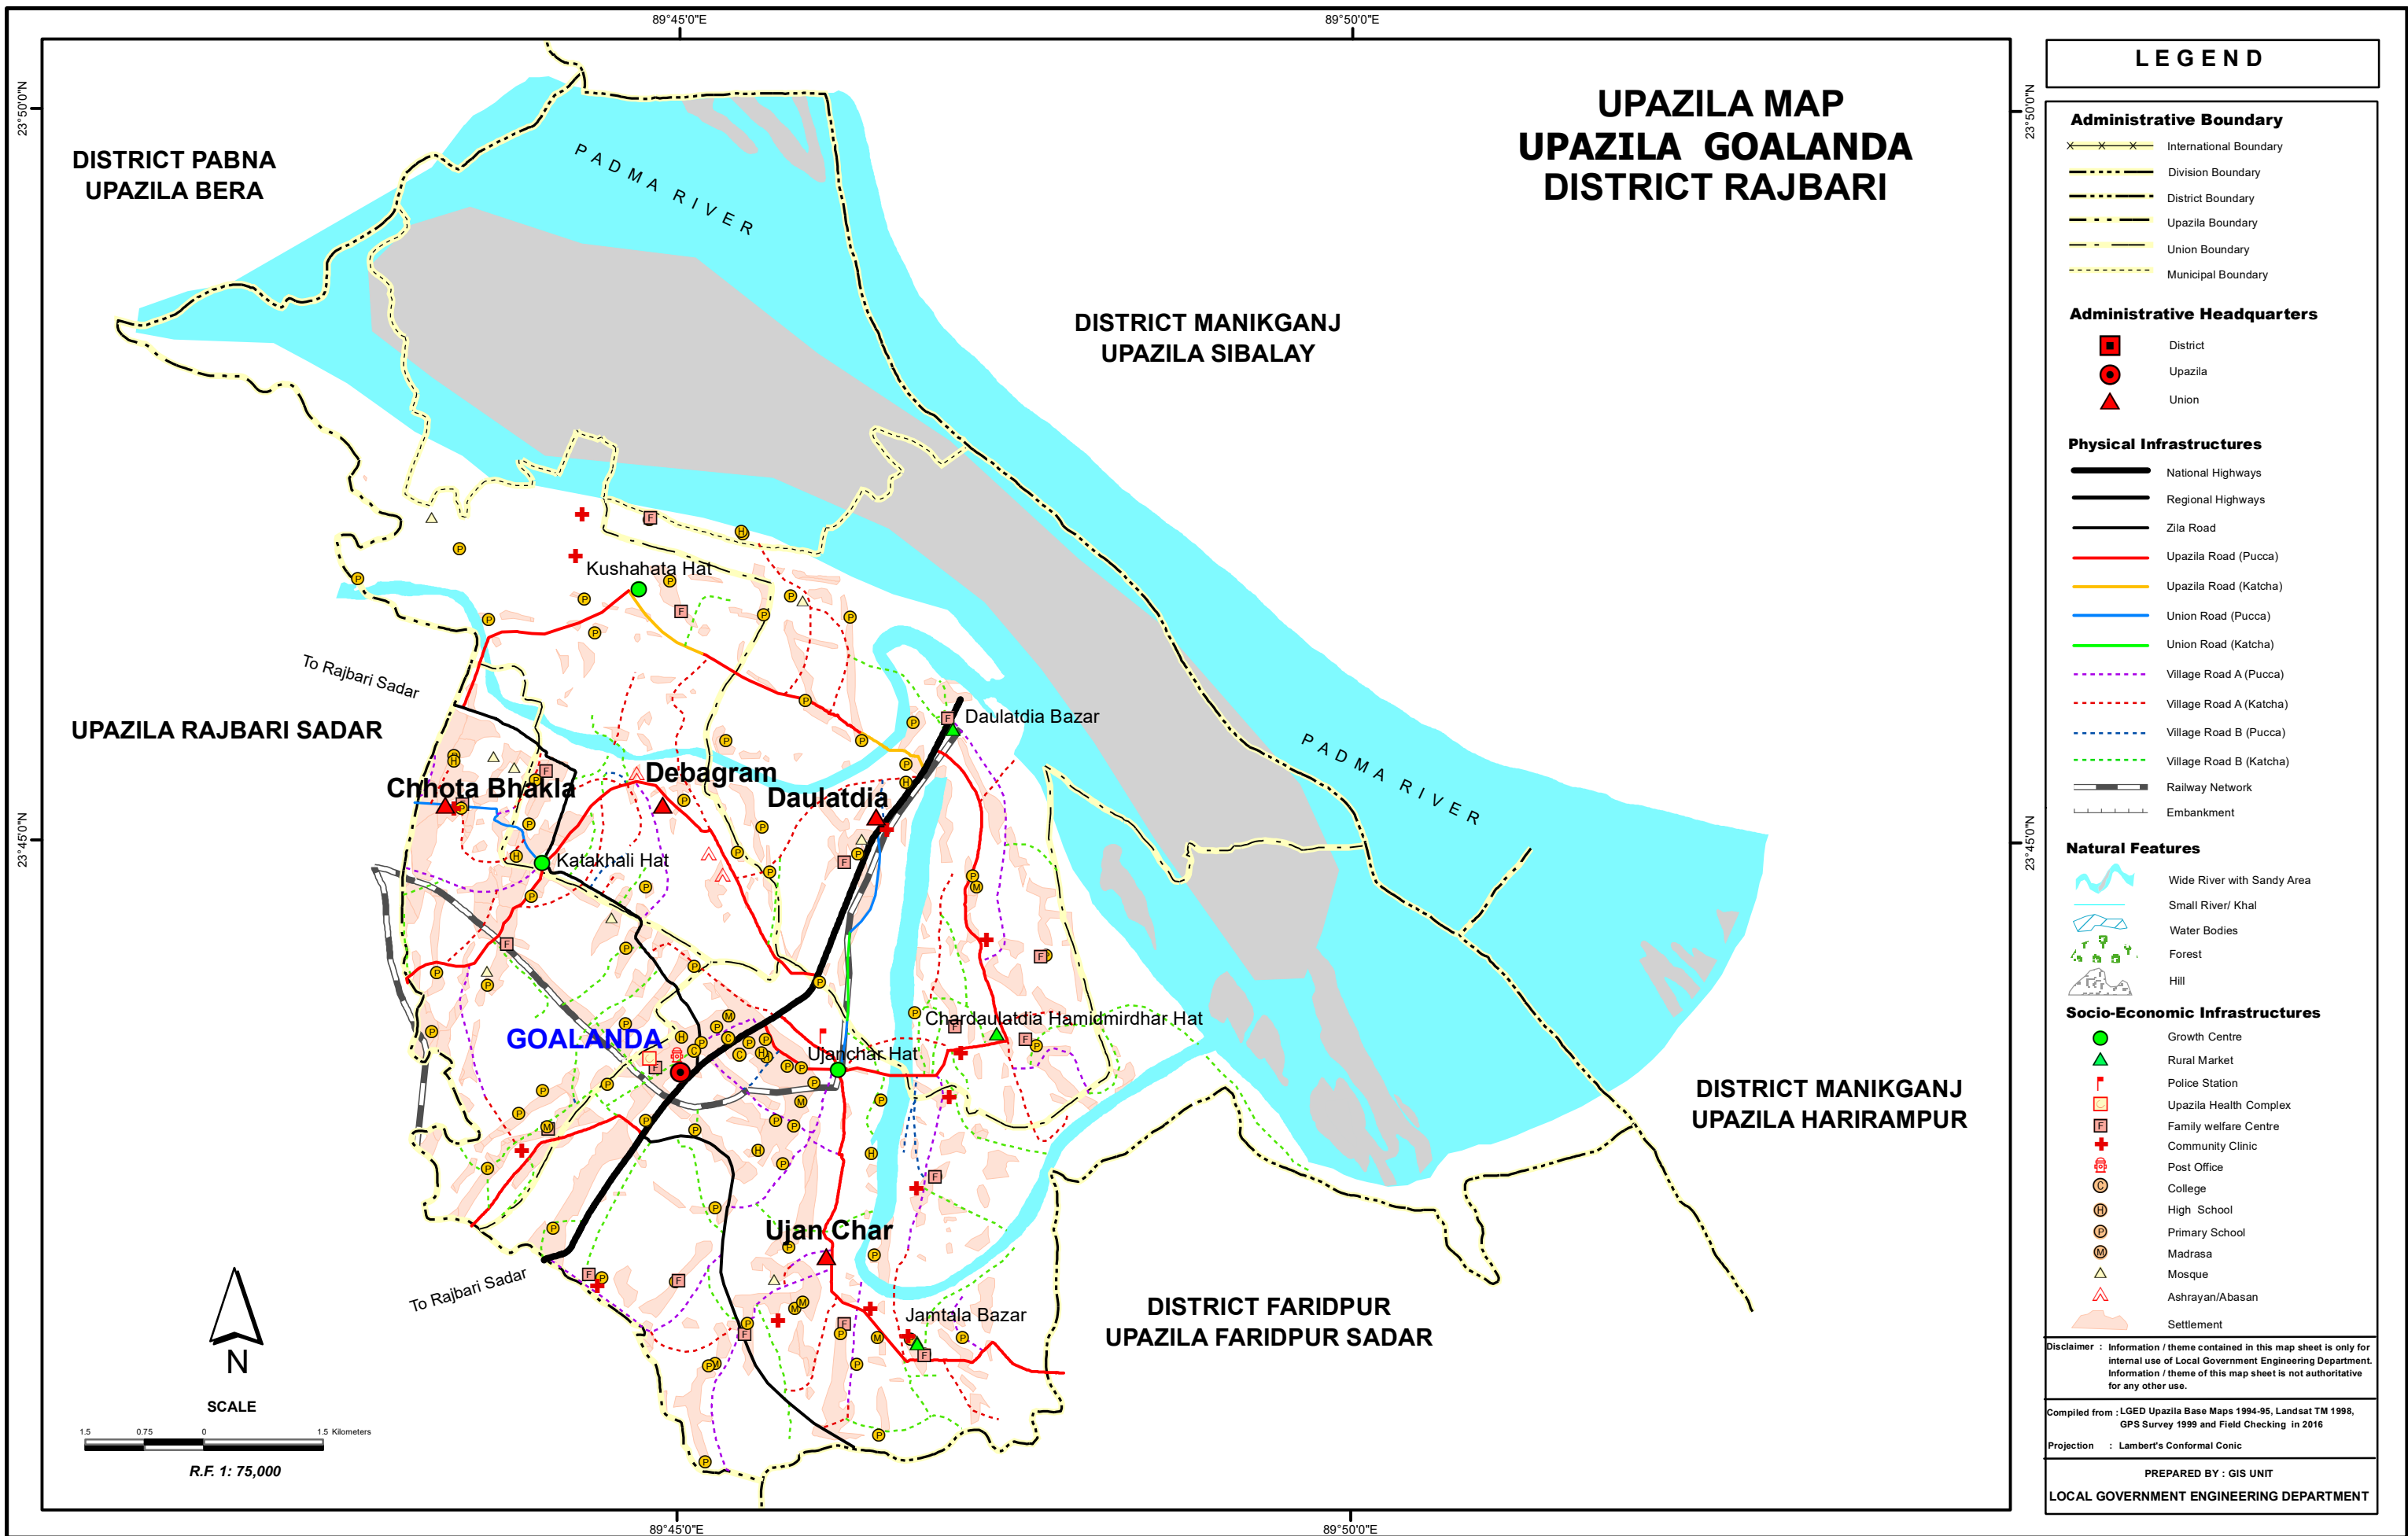 89°45'0"E
89°50'0"E
23°50'0"N
23°50'0"N
UPAZILA MAP
UPAZILA GOALANDA
DISTRICT RAJBARI
DISTRICT PABNA
UPAZILA BERA
PADMA RIVER
DISTRICT MANIKGANJ
UPAZILA SIBALAY
Kushahata Hat
To Rajbari Sadar
UPAZILA RAJBARI SADAR
Daulatdia Bazar
PADMA RIVER
Chhota Bhakla
Debagram
Daulatdia
23°45'0"N
23°45'0"N
Katakhali Hat
Chardaulatdia Hamidmirdhar Hat
GOALANDA
Ujanchar Hat
DISTRICT MANIKGANJ
UPAZILA HARIRAMPUR
Ujan Char
To Rajbari Sadar
Jamtala Bazar
DISTRICT FARIDPUR
UPAZILA FARIDPUR SADAR
N
SCALE
1.5 0.75 0 1.5 Kilometers
R.F. 1: 75,000
89°45'0"E
89°50'0"E
LEGEND
Administrative Boundary
International Boundary
Division Boundary
District Boundary
Upazila Boundary
Union Boundary
Municipal Boundary
Administrative Headquarters
District
Upazila
Union
Physical Infrastructures
National Highways
Regional Highways
Zila Road
Upazila Road (Pucca)
Upazila Road (Katcha)
Union Road (Pucca)
Union Road (Katcha)
Village Road A (Pucca)
Village Road A (Katcha)
Village Road B (Pucca)
Village Road B (Katcha)
Railway Network
Embankment
Natural Features
Wide River with Sandy Area
Small River/ Khal
Water Bodies
Forest
Hill
Socio-Economic Infrastructures
Growth Centre
Rural Market
Police Station
Upazila Health Complex
F Family welfare Centre
Community Clinic
Post Office
C College
H High School
P Primary School
M Madrasa
Mosque
Ashrayan/Abasan
Settlement
Disclaimer : Information / theme contained in this map sheet is only for
internal use of Local Government Engineering Department.
Information / theme of this map sheet is not authoritative
for any other use.
Compiled from : LGED Upazila Base Maps 1994-95, Landsat TM 1998,
GPS Survey 1999 and Field Checking in 2016
Projection : Lambert's Conformal Conic
PREPARED BY : GIS UNIT
LOCAL GOVERNMENT ENGINEERING DEPARTMENT